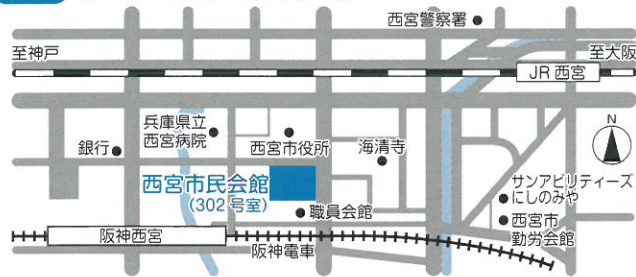 西宮警察署
至神戸
至大阪
JR 西宮
兵庫県立
西宮病院
銀行
西宮市役所
海清寺
N
西宮市民会館
(302 号室)
サンアビリティーズ
にしのみや
職員会館
西宮市
勤労会館
阪神西宮
阪神電車